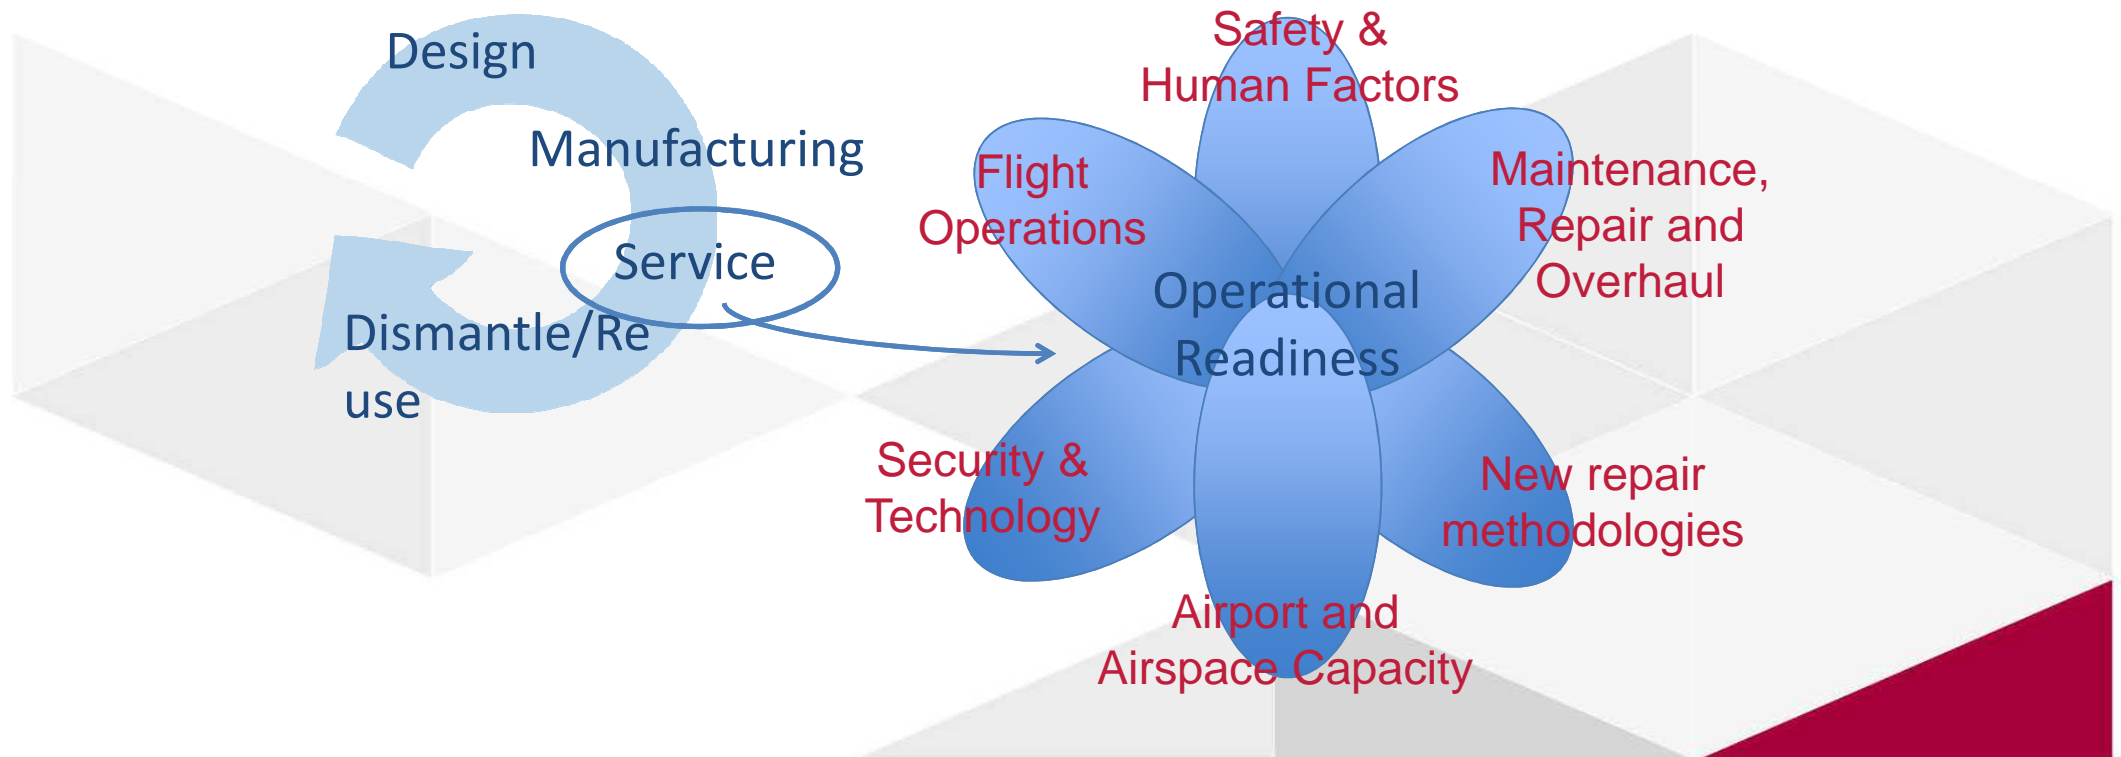 Design
Manufacturing
Service
Dismantle/Re
use
Safety &
Human Factors
Flight
Operations
Maintenance,
Repair and
Overhaul
Operational
Readiness
Security &
Technology
New repair
methodologies
Airport and
Airspace Capacity